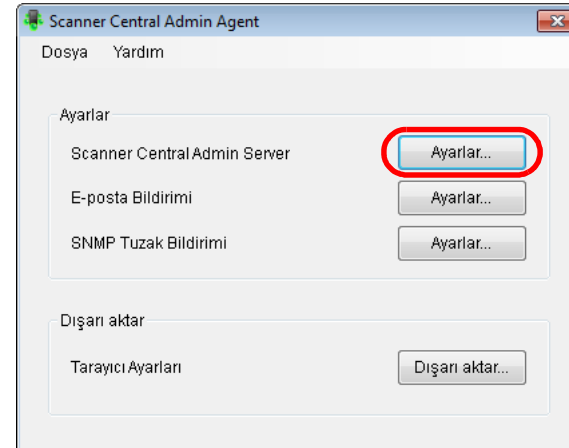 Scanner Central Admin Agent
Dosya Yardım
Ayarlar
Scanner Central Admin Server Ayarlar...
E-posta Bildirimi Ayarlar...
SNMP Tuzak Bildirimi Ayarlar...
Dışarı aktar
Tarayıcı Ayarları Dışarı aktar...